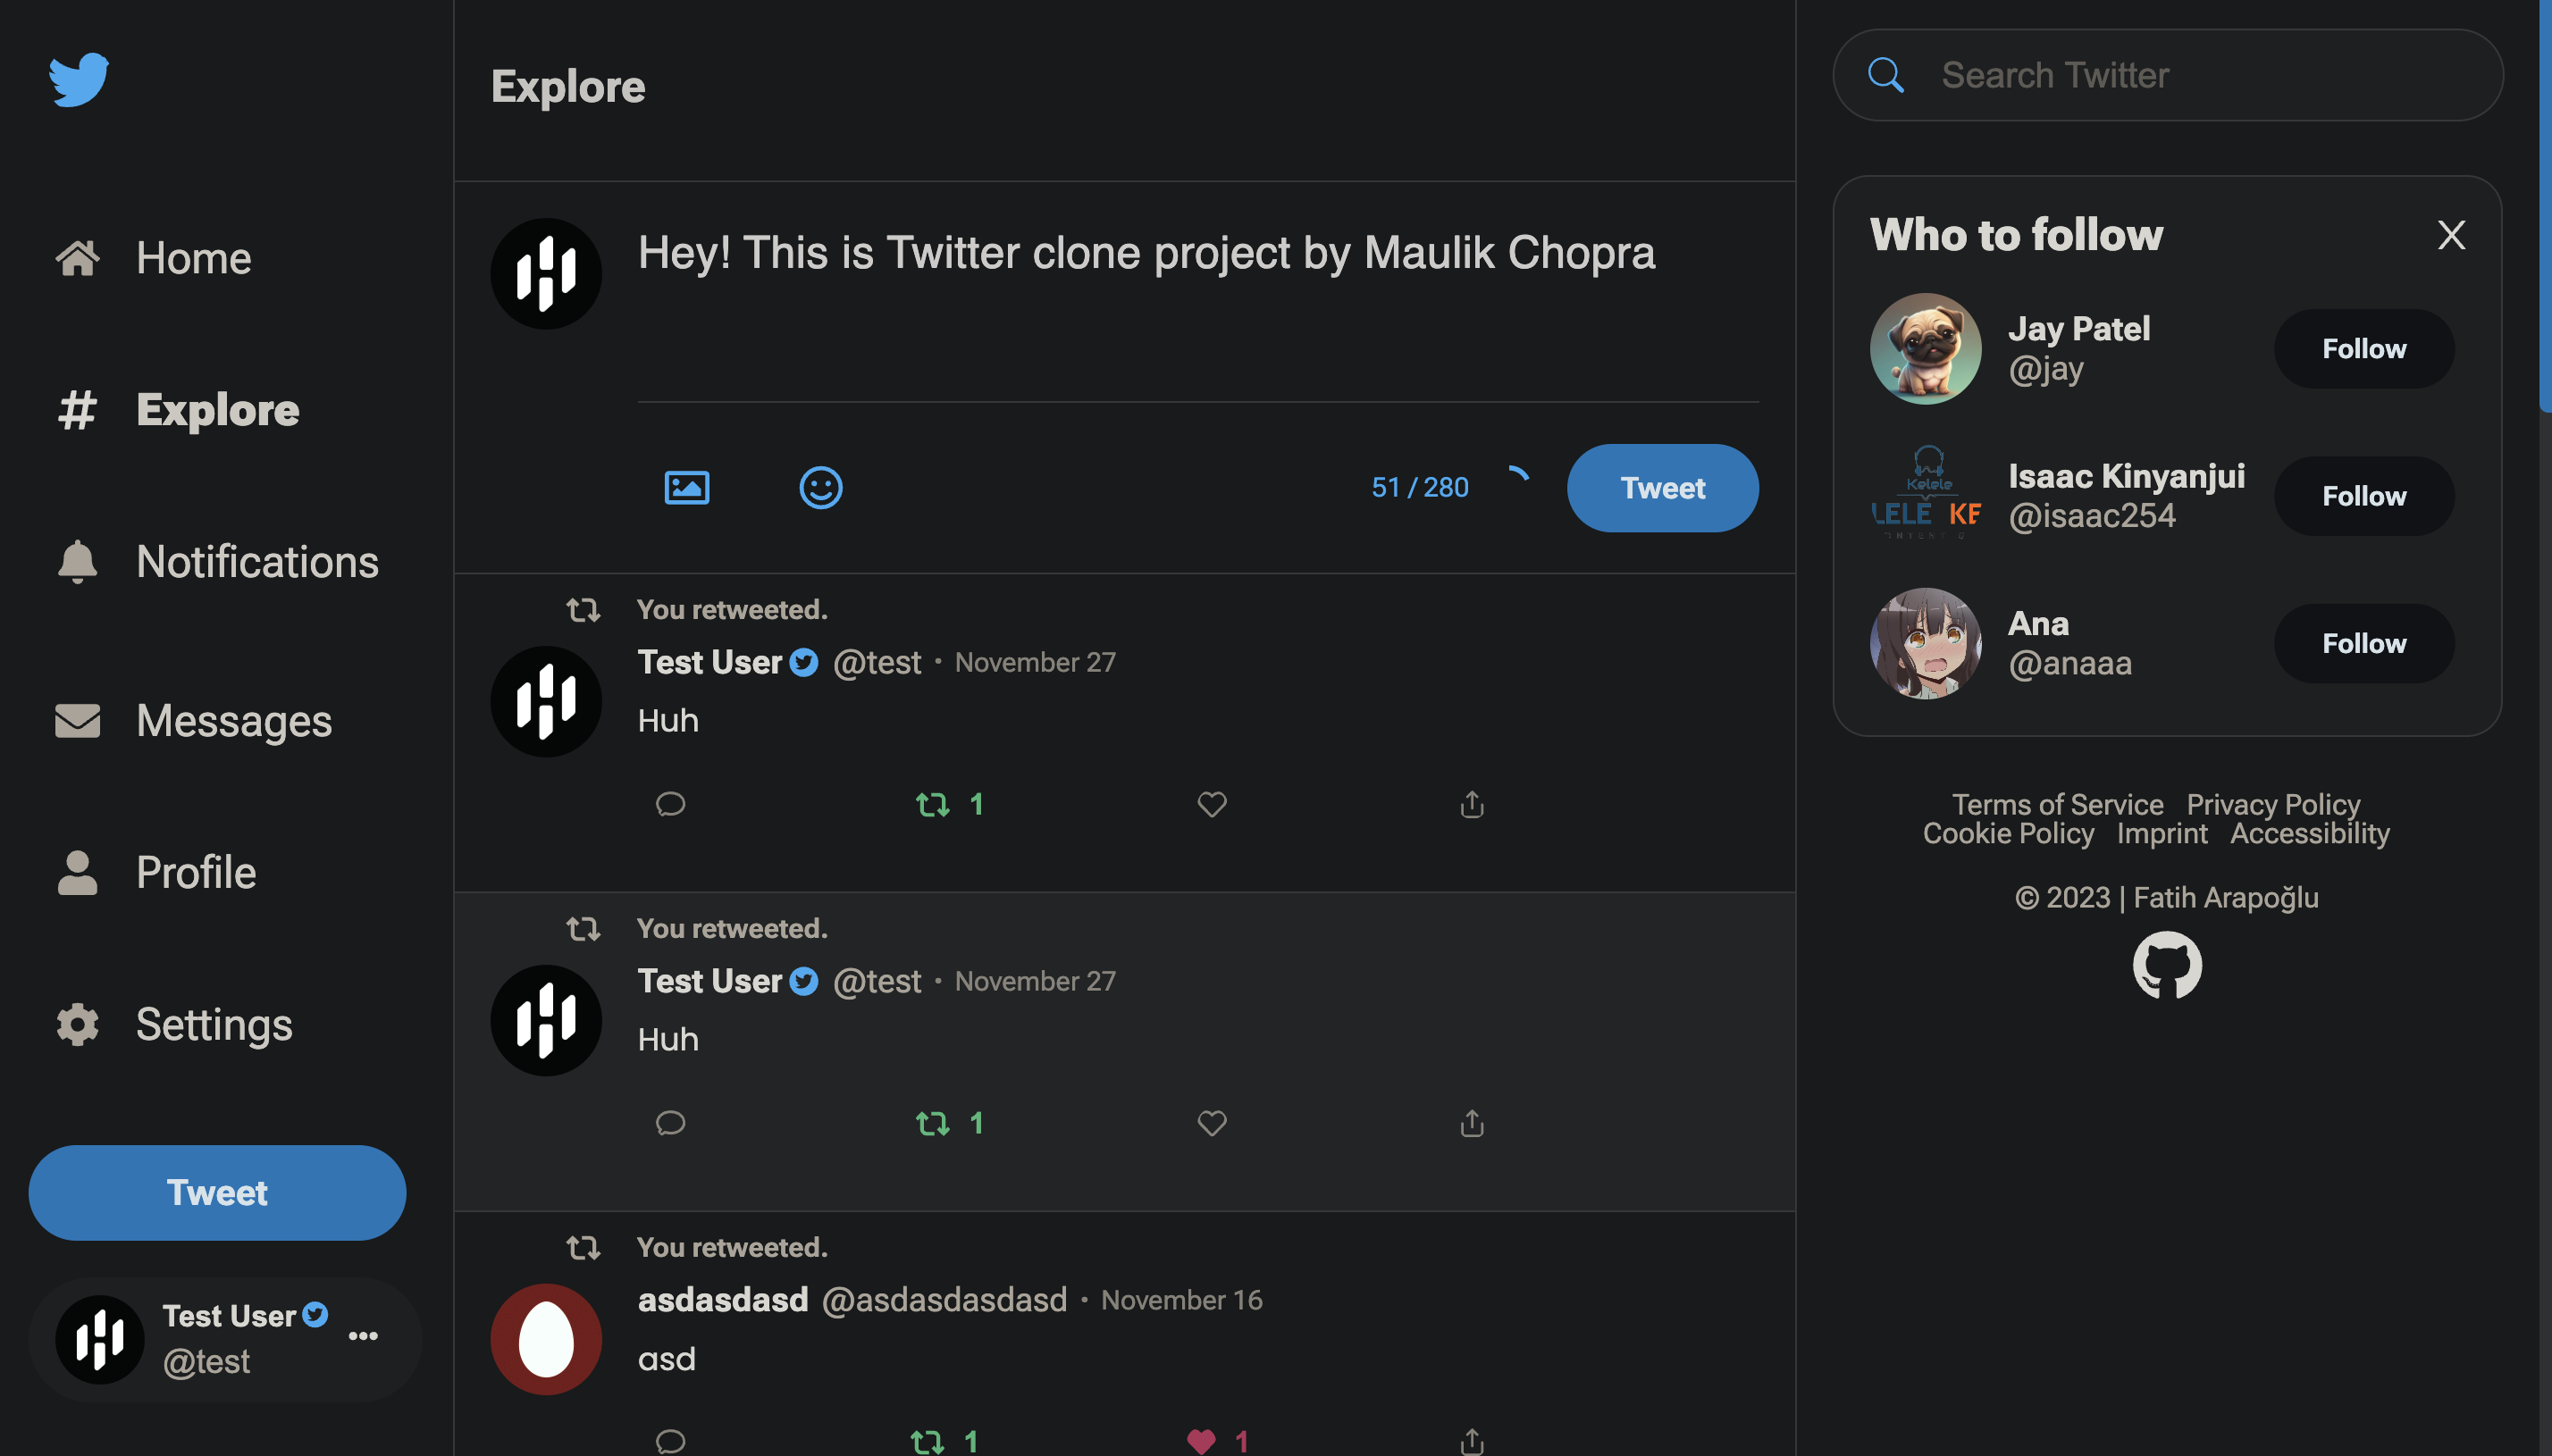 Home
# Explore
Notifications
Messages
Profile
Settings
Tweet
Test User
@test
Explore
Hey! This is Twitter clone project by Maulik Chopra
51 / 280
Tweet
You retweeted.
Test User @test · November 27
Huh
1
You retweeted.
Test User @test · November 27
Huh
1
You retweeted.
asdasdasd @asdasdasdasd · November 16
asd
1 1
Search Twitter
Who to follow
X
Jay Patel
@jay
Follow
Kelele
LELE KE
Isaac Kinyanjui
@isaac254
Follow
Ana
@anaaa
Follow
Terms of Service Privacy Policy
Cookie Policy Imprint Accessibility
© 2023 | Fatih Arapoğlu